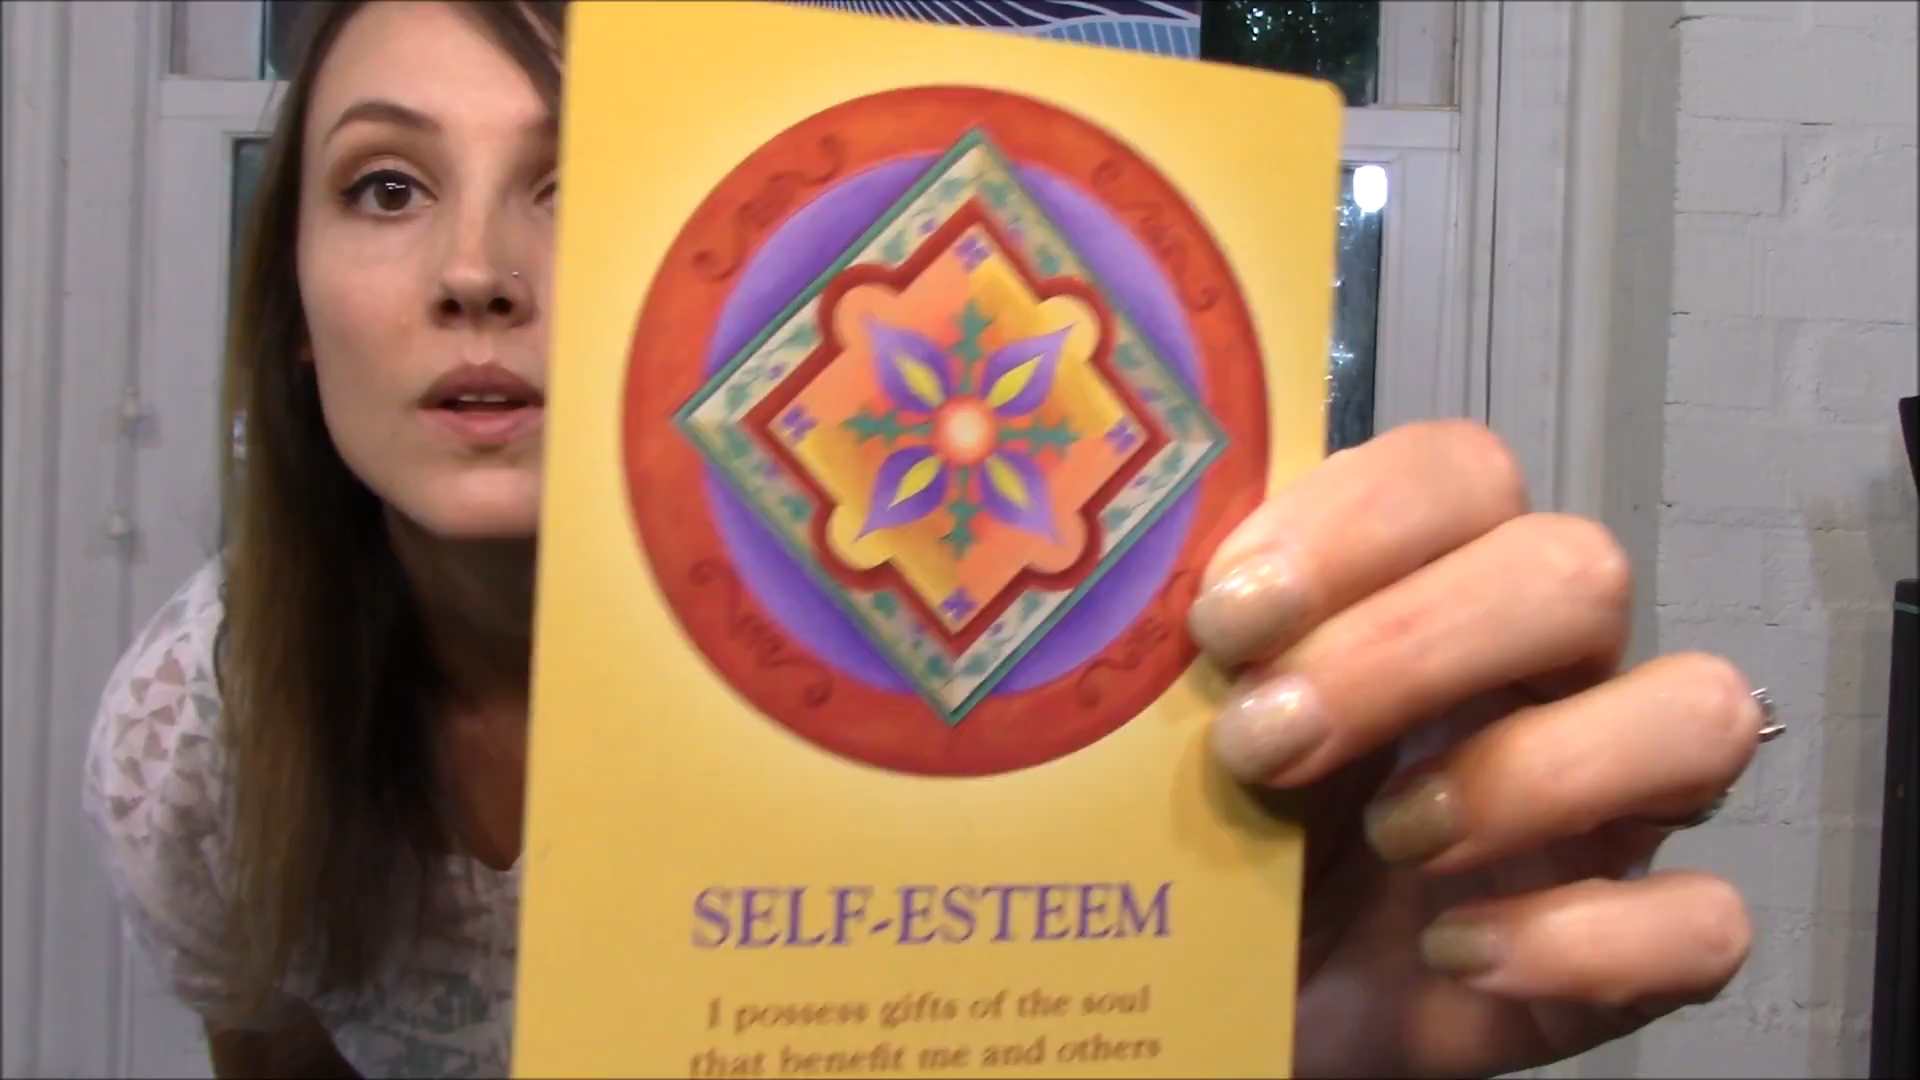 SELF-ESTEEM
I possess gifts of the soul
that benefit me and others